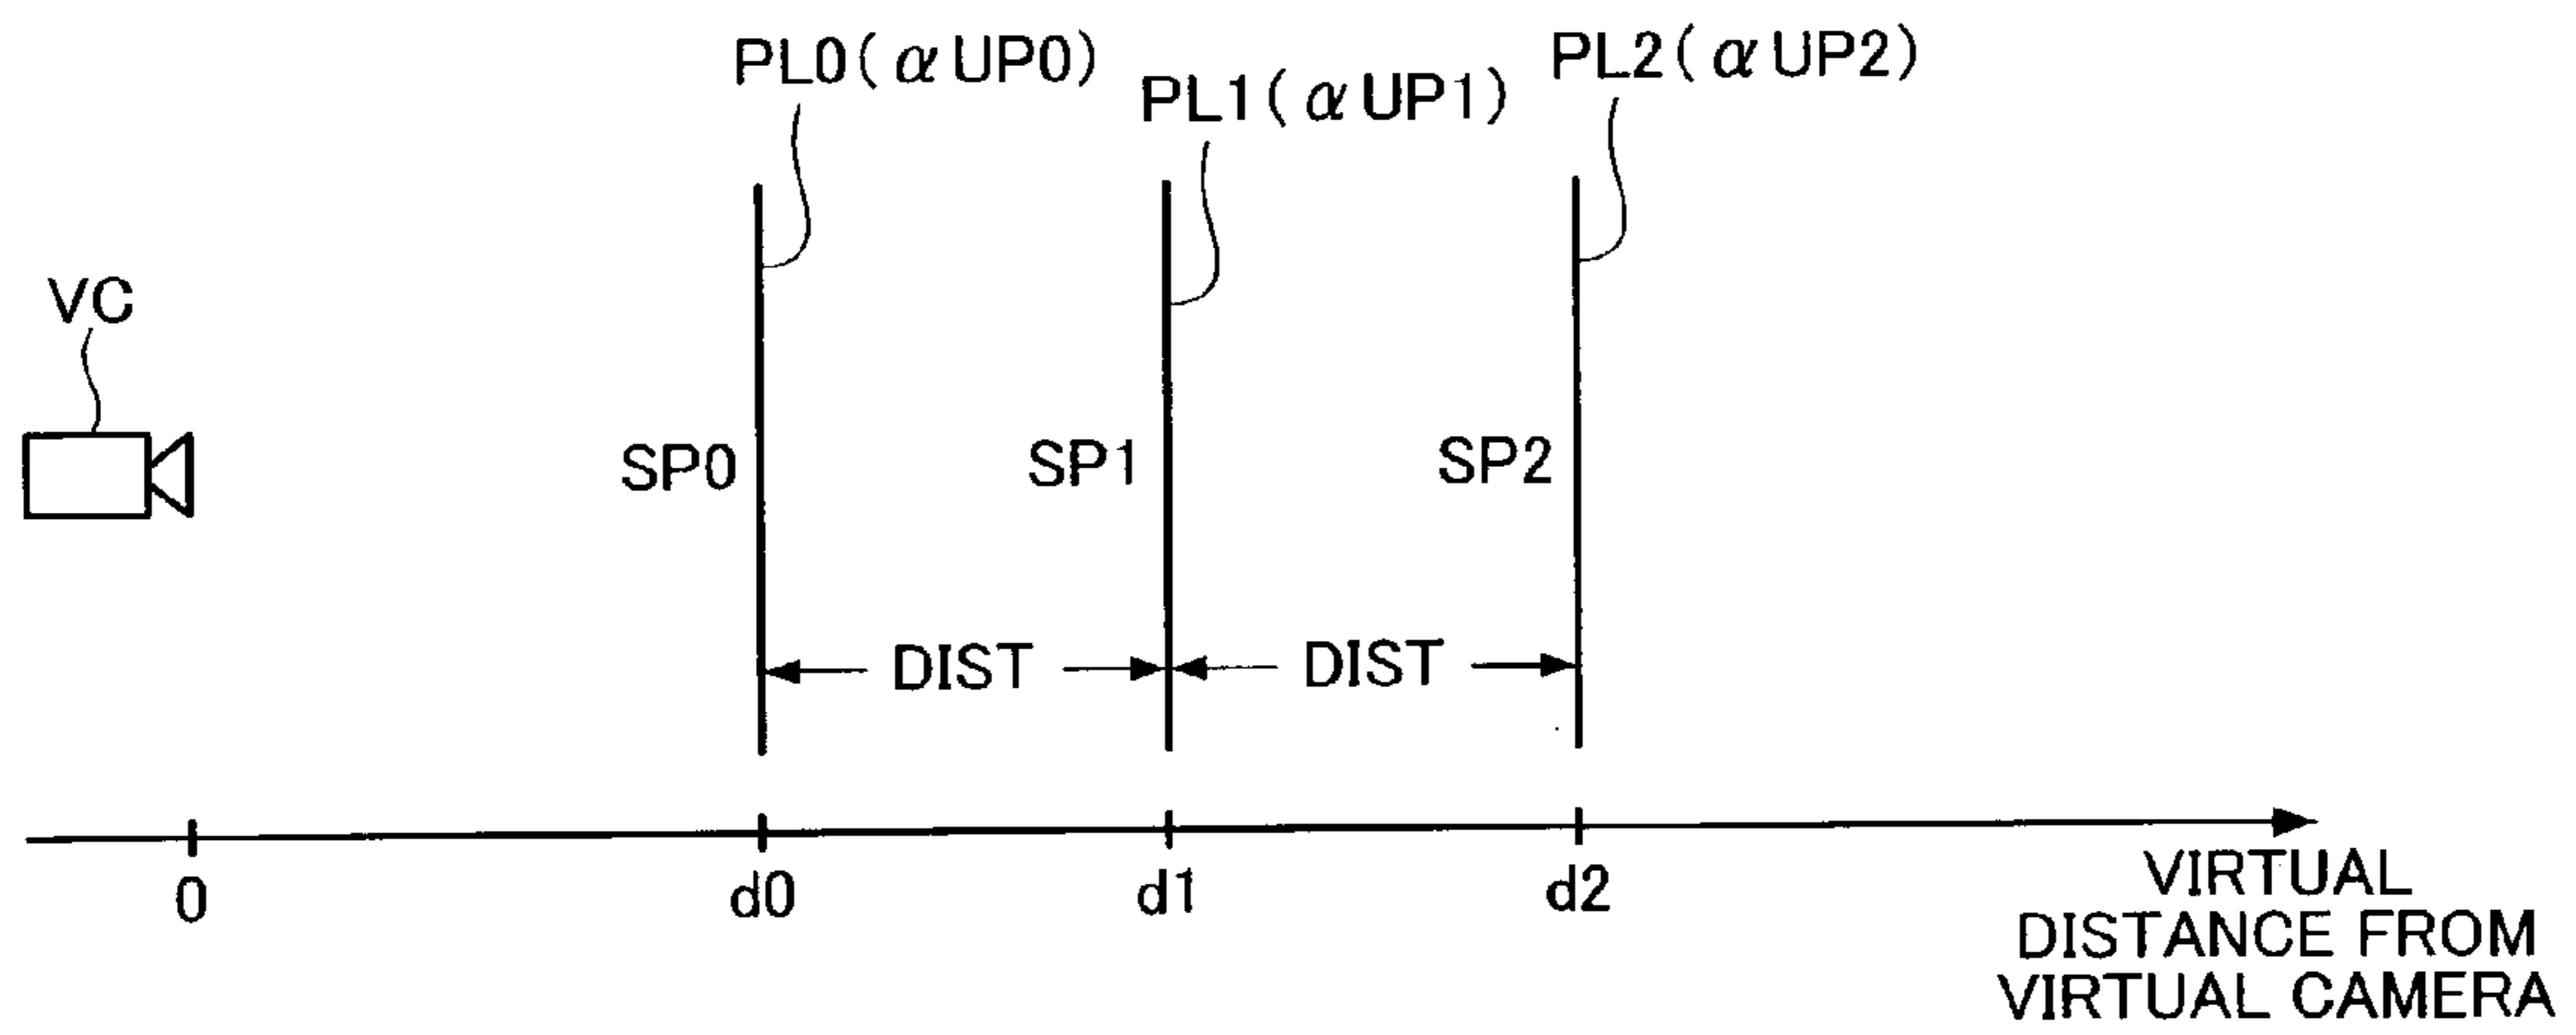 PL0(αUP0)
PL1(αUP1)
PL2(αUP2)
VC
SP0
SP1
SP2
DIST
DIST
0
d0
d1
d2
VIRTUAL
DISTANCE FROM
VIRTUAL CAMERA